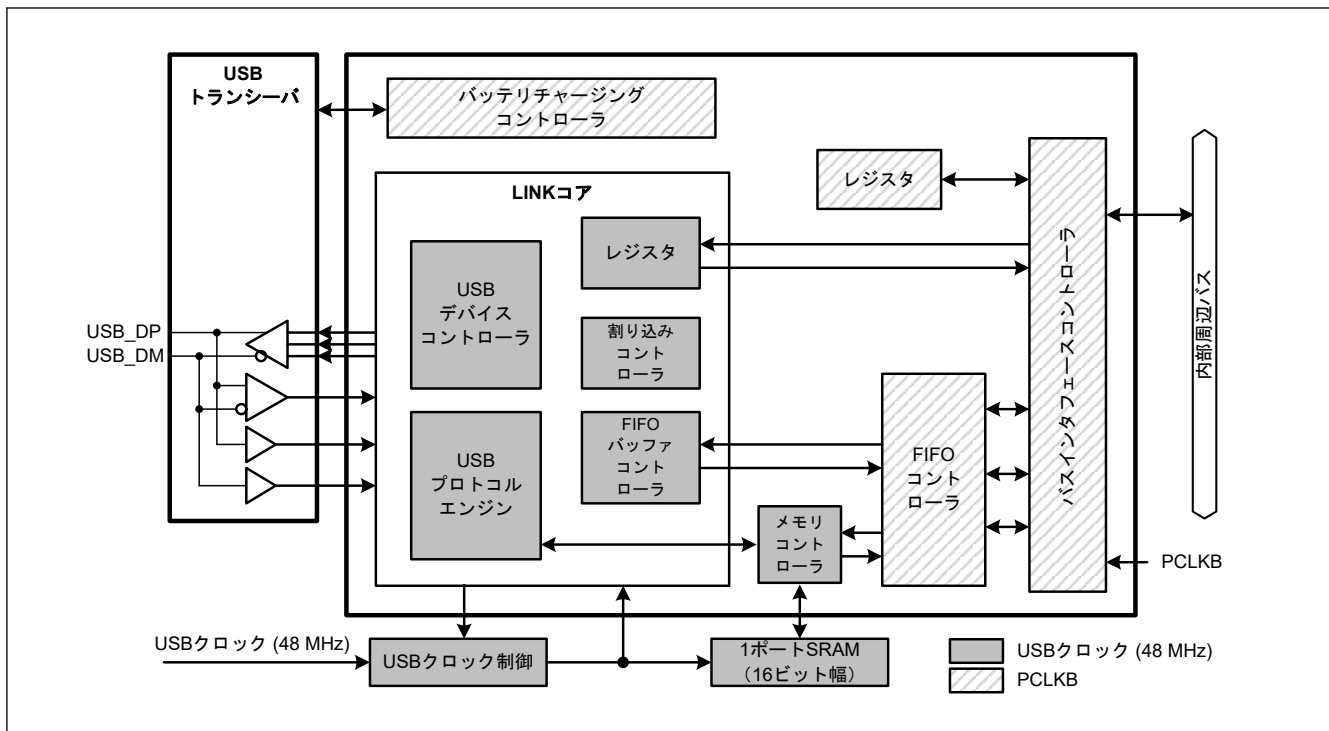 USB
トランシーバ
バッテリチャージング
コントローラ
レジスタ
LINKコア
レジスタ
USB
デバイス
コントローラ
割り込み
コント
ローラ
USB_DP
USB_DM
USB
プロトコル
エンジン
FIFO
バッファ
コント
ローラ
メモリ
コント
ローラ
FIFO
コント
ローラ
バスインタフェースコントローラ
内部周辺バス
PCLKB
USBクロック (48 MHz)
USBクロック制御
1ポートSRAM
（16ビット幅）
USBクロック (48 MHz)
PCLKB